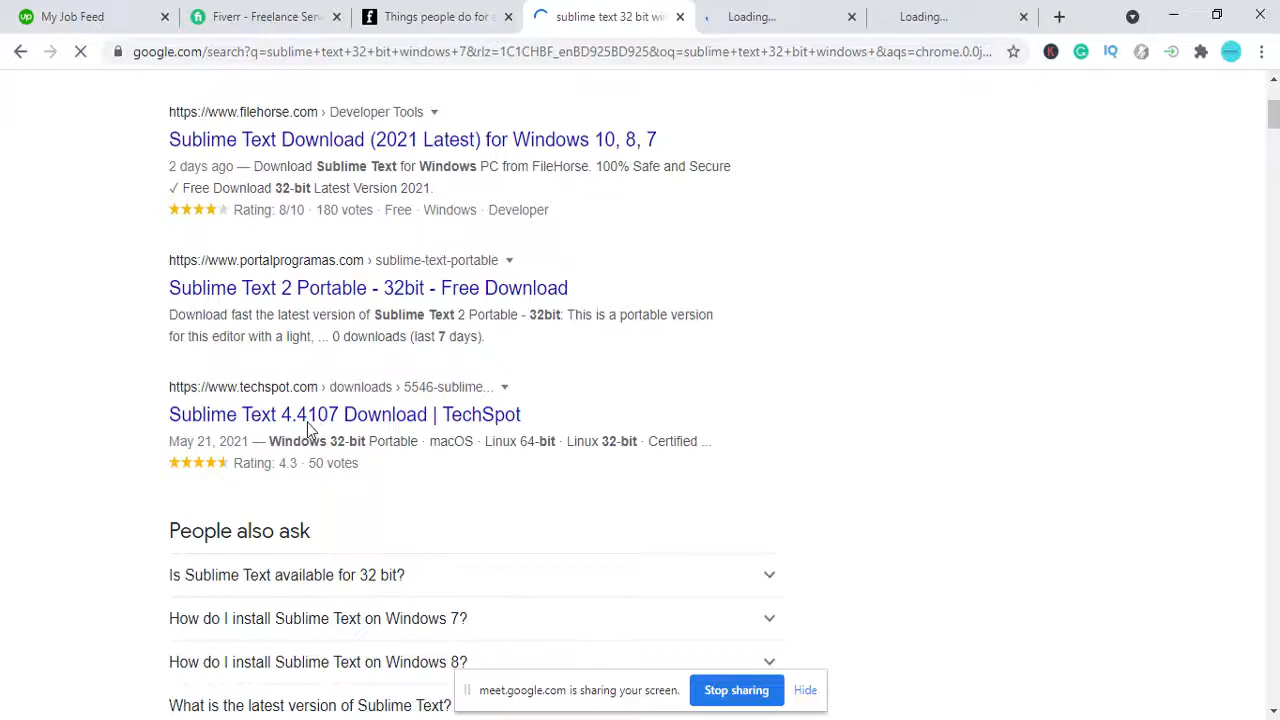 My Job Feed
Fiverr - Freelance Serv
Things people do for e
sublime text 32 bit win
Loading...
Loading...
google.com/search?q=sublime+text+32+bit+windows+7&rlz=1C1CHBF_enBD925BD925&oq=sublime+text+32+bit+windows+&aqs=chrome.0.0j...
https://www.filehorse.com › Developer Tools
Sublime Text Download (2021 Latest) for Windows 10, 8, 7
2 days ago — Download Sublime Text for Windows PC from FileHorse. 100% Safe and Secure
✓ Free Download 32-bit Latest Version 2021.
Rating: 8/10 · 180 votes · Free · Windows · Developer
https://www.portalprogramas.com › sublime-text-portable
Sublime Text 2 Portable - 32bit - Free Download
Download fast the latest version of Sublime Text 2 Portable - 32bit: This is a portable version
for this editor with a light, ... 0 downloads (last 7 days).
https://www.techspot.com › downloads › 5546-sublime...
Sublime Text 4.4107 Download | TechSpot
May 21, 2021 — Windows 32-bit Portable · macOS · Linux 64-bit · Linux 32-bit · Certified ...
Rating: 4.3 · 50 votes
People also ask
Is Sublime Text available for 32 bit?
How do I install Sublime Text on Windows 7?
How do I install Sublime Text on Windows 8?
What is the latest version of Sublime Text?
meet.google.com is sharing your screen.
Stop sharing
Hide